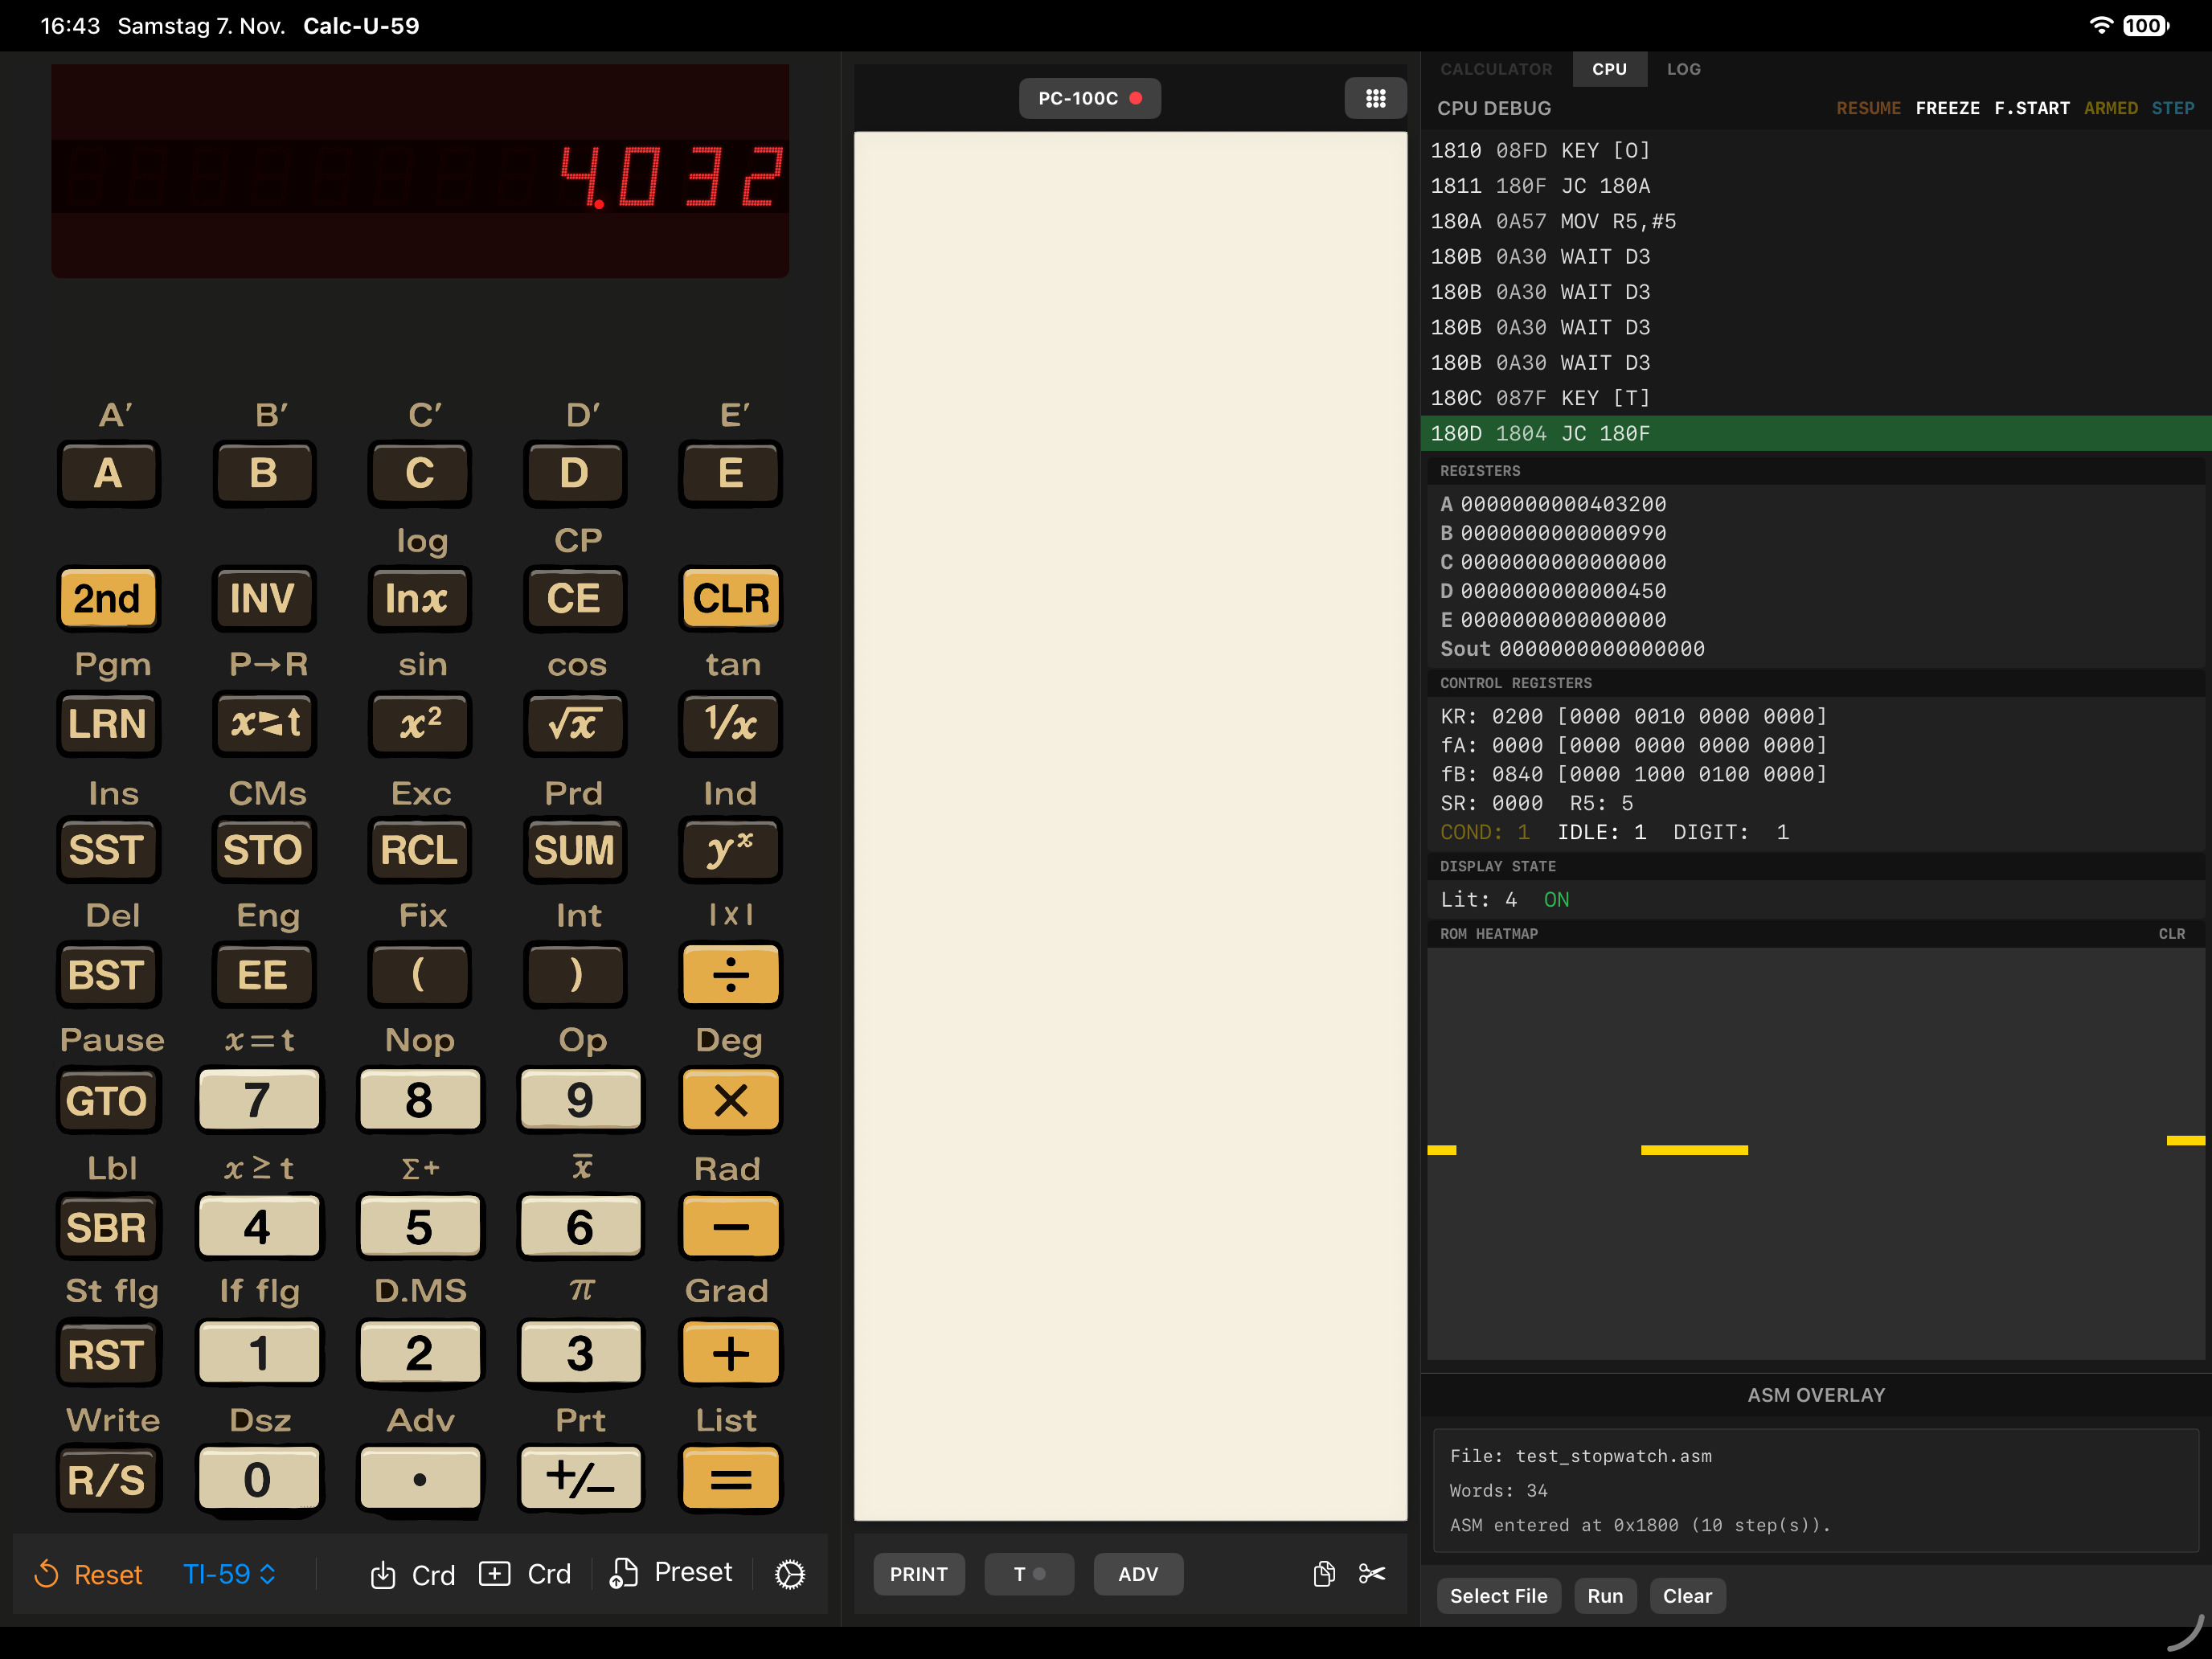 16:43 Samstag 7. Nov. Calc-U-59
100
4.032
A′ B′ C′ D′ E′
A B C D E
log CP
2nd INV lnx CE CLR
Pgm P→R sin cos tan
LRN x⇄t x² √x 1/x
Ins CMs Exc Prd Ind
SST STO RCL SUM yˣ
Del Eng Fix Int |x|
BST EE ( ) ÷
Pause x=t Nop Op Deg
GTO 7 8 9 ×
Lbl x≥t Σ+ x̅ Rad
SBR 4 5 6 −
St flg If flg D.MS π Grad
RST 1 2 3 +
Write Dsz Adv Prt List
R/S 0 . +/− =
Reset TI-59 Crd Crd Preset
PC-100C
PRINT T ADV
CALCULATOR CPU LOG
CPU DEBUG RESUME FREEZE F.START ARMED STEP
1810 08FD KEY [O]
1811 180F JC 180A
180A 0A57 MOV R5,#5
180B 0A30 WAIT D3
180B 0A30 WAIT D3
180B 0A30 WAIT D3
180B 0A30 WAIT D3
180C 087F KEY [T]
180D 1804 JC 180F
REGISTERS
A 0000000000403200
B 0000000000000990
C 0000000000000000
D 0000000000000450
E 0000000000000000
Sout 0000000000000000
CONTROL REGISTERS
KR: 0200 [0000 0010 0000 0000]
fA: 0000 [0000 0000 0000 0000]
fB: 0840 [0000 1000 0100 0000]
SR: 0000 R5: 5
COND: 1 IDLE: 1 DIGIT: 1
DISPLAY STATE
Lit: 4 ON
ROM HEATMAP CLR
ASM OVERLAY
File: test_stopwatch.asm
Words: 34
ASM entered at 0x1800 (10 step(s)).
Select File Run Clear